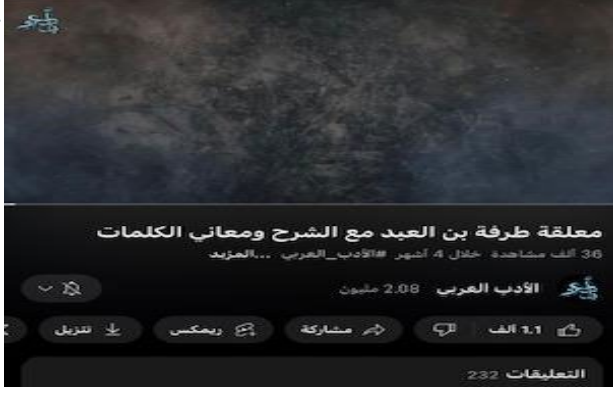 معلقة طرفة بن العبد مع الشرح ومعاني الكلمات
36 ألف مشاهدة خلال 4 أشهر #الأدب_العربي ...المزيد
الأدب العربي 2.08 مليون
1.1 ألف مشاركة ريمكس تنزيل
التعليقات 232